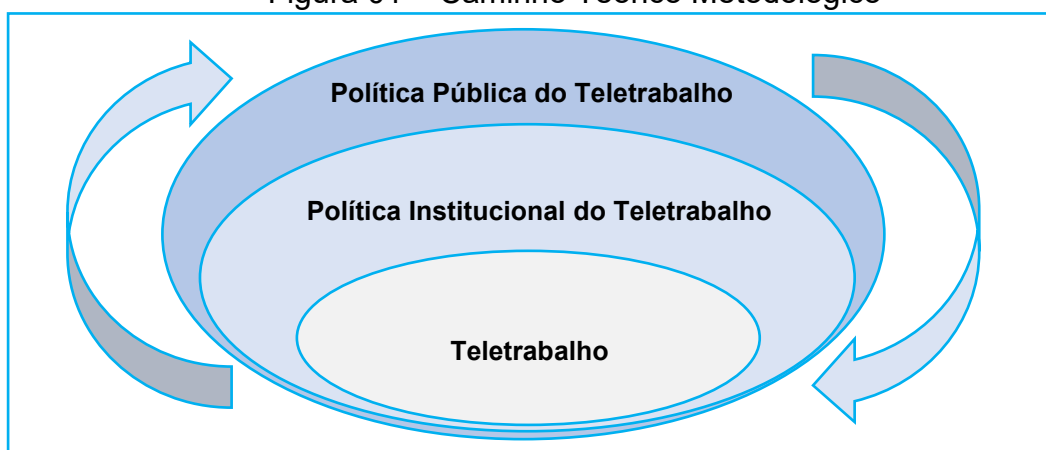 Figura 01 – Caminho Teórico Metodológico
Política Pública do Teletrabalho
Política Institucional do Teletrabalho
Teletrabalho